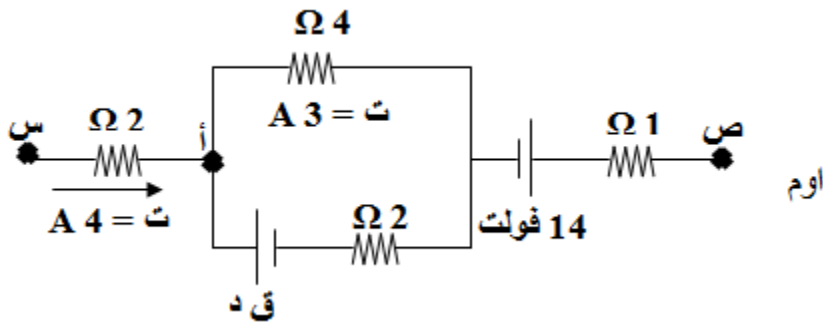 Ω 4
A 3 = ت
س
Ω 2
أ
A 4 = ت
Ω 1
ص
اوم
14 فولت
Ω 2
ق د